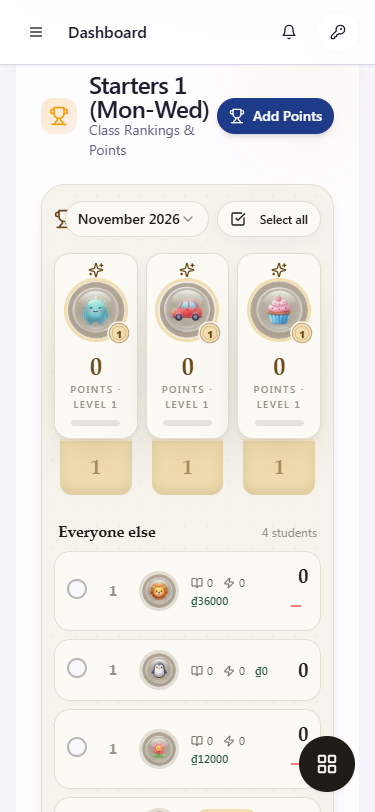 Dashboard
Starters 1
(Mon-Wed)
Class Rankings &
Points
Add Points
November 2026
Select all
1 1 1
0 0 0
POINTS · POINTS · POINTS ·
LEVEL 1 LEVEL 1 LEVEL 1
1 1 1
Everyone else 4 students
1 0 0 0
₫36000
1 0 0 ₫0 0
1 0 0 0
₫12000